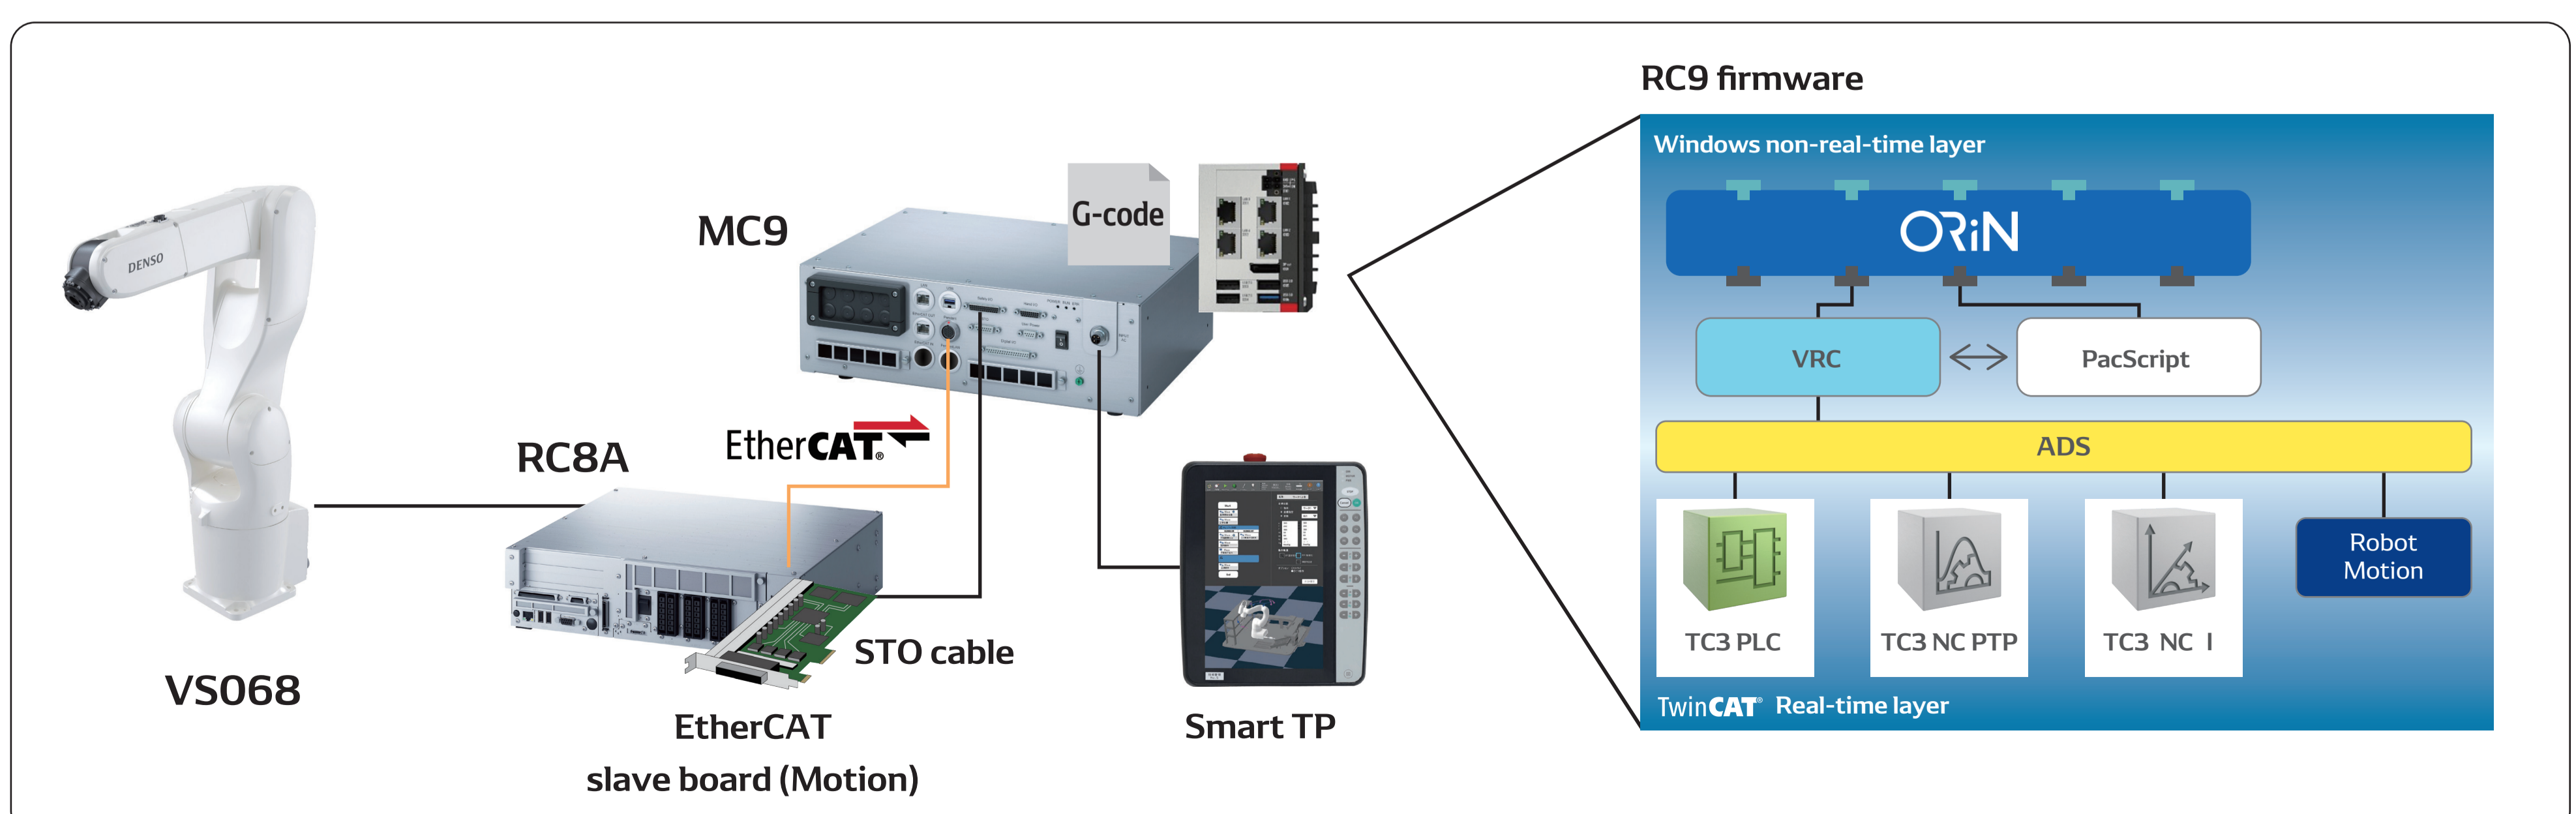 RC9 firmware
Windows non-real-time layer
ORiN
VRC
PacScript
ADS
TC3 PLC
TC3 NC PTP
TC3 NC I
Robot
Motion
TwinCAT® Real-time layer
G-code
MC9
DENSO
EtherCAT®
RC8A
STO cable
VS068
EtherCAT
slave board (Motion)
Smart TP